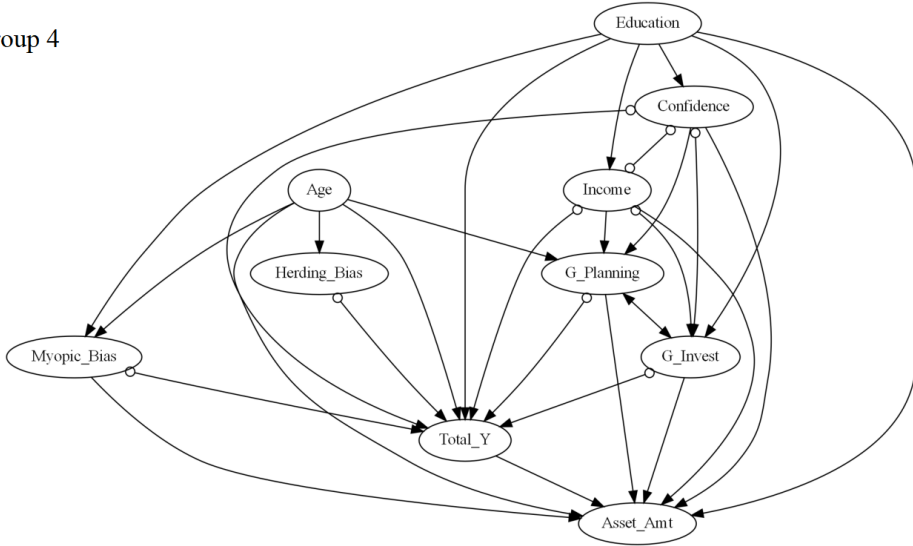 Education
oup 4
Confidence
Age
Income
Herding_Bias
G_Planning
Myopic_Bias
G_Invest
Total_Y
Asset_Amt